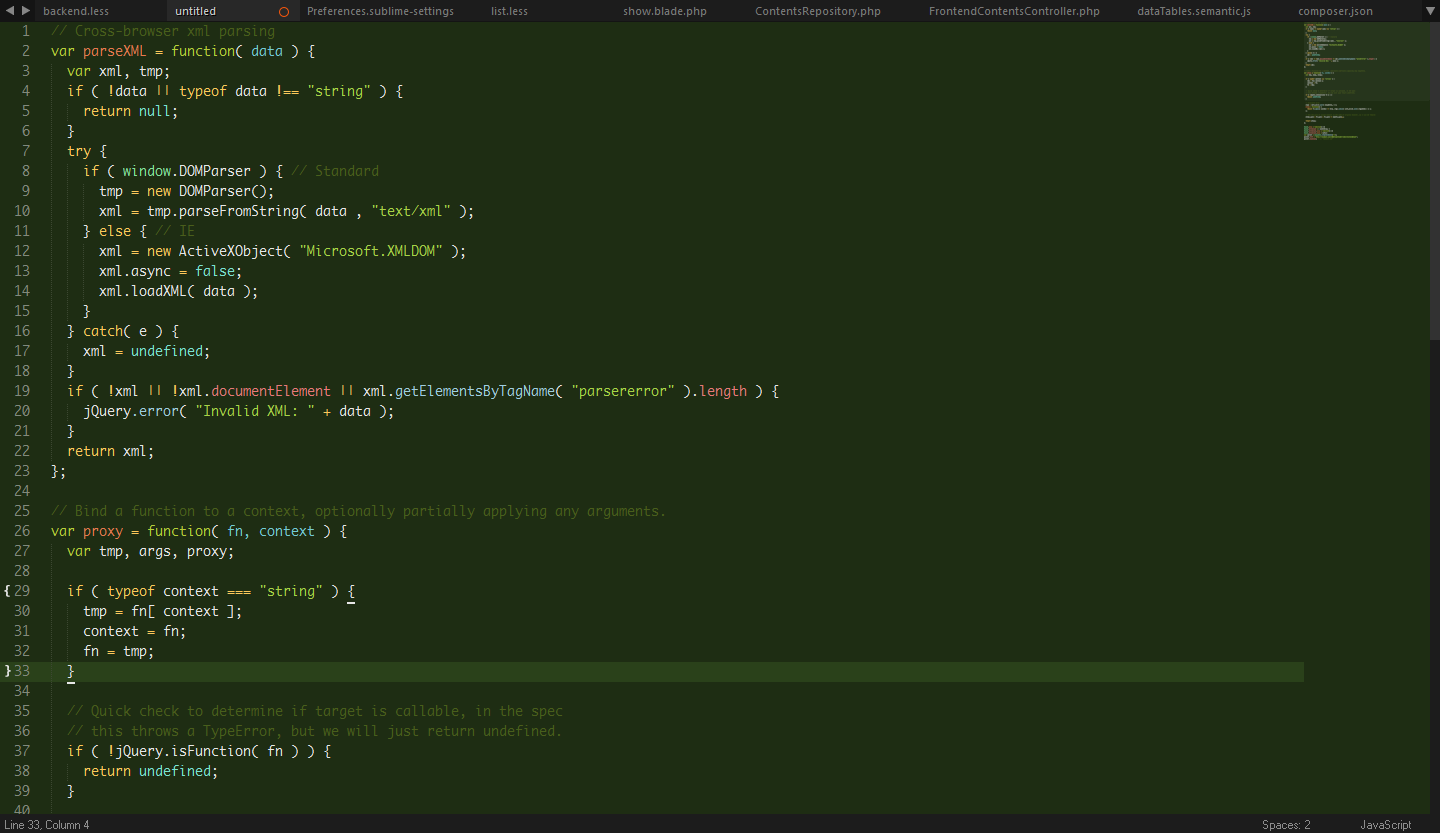 backend.less untitled Preferences.sublime-settings list.less show.blade.php ContentsRepository.php FrontendContentsController.php dataTables.semantic.js composer.json
1 // Cross-browser xml parsing
2 var parseXML = function( data ) {
3 var xml, tmp;
4 if ( !data || typeof data !== "string" ) {
5 return null;
6 }
7 try {
8 if ( window.DOMParser ) { // Standard
9 tmp = new DOMParser();
10 xml = tmp.parseFromString( data , "text/xml" );
11 } else { // IE
12 xml = new ActiveXObject( "Microsoft.XMLDOM" );
13 xml.async = false;
14 xml.loadXML( data );
15 }
16 } catch( e ) {
17 xml = undefined;
18 }
19 if ( !xml || !xml.documentElement || xml.getElementsByTagName( "parsererror" ).length ) {
20 jQuery.error( "Invalid XML: " + data );
21 }
22 return xml;
23 };
24
25 // Bind a function to a context, optionally partially applying any arguments.
26 var proxy = function( fn, context ) {
27 var tmp, args, proxy;
28
{ 29 if ( typeof context === "string" ) {
30 tmp = fn[ context ];
31 context = fn;
32 fn = tmp;
} 33 }
34
35 // Quick check to determine if target is callable, in the spec
36 // this throws a TypeError, but we will just return undefined.
37 if ( !jQuery.isFunction( fn ) ) {
38 return undefined;
39 }
40
Line 33, Column 4 Spaces: 2 JavaScript